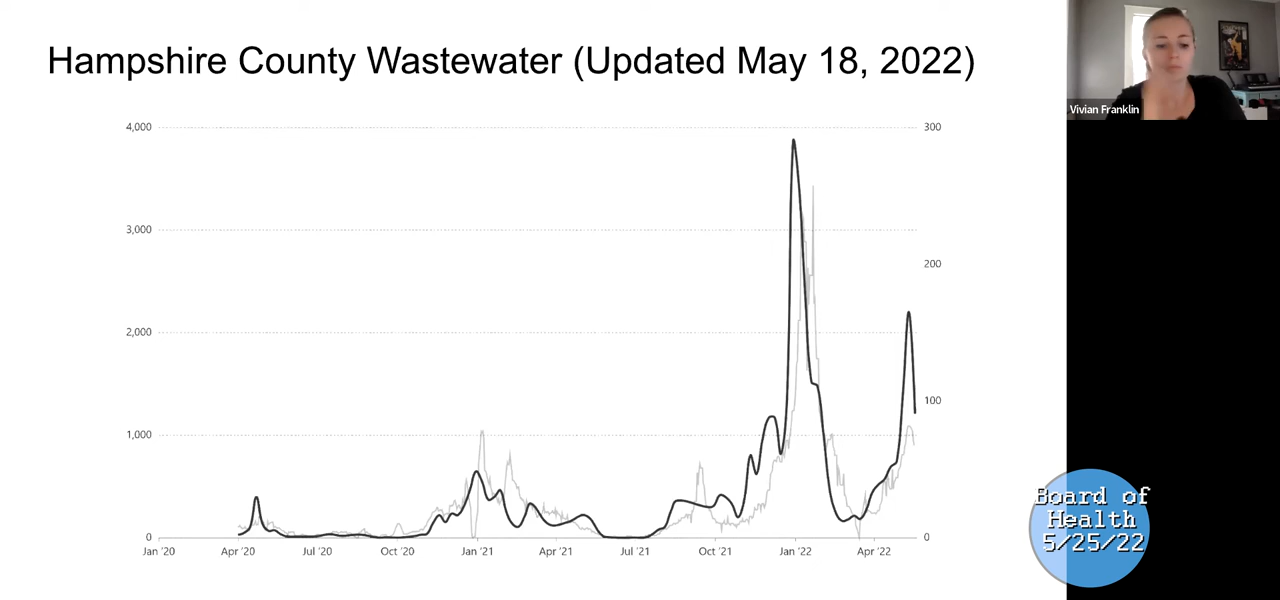 Hampshire County Wastewater (Updated May 18, 2022)
Vivian Franklin
4,000
300
3,000
200
2,000
100
1,000
0
0
Jan '20
Apr '20
Jul '20
Oct '20
Jan '21
Apr '21
Jul '21
Oct '21
Jan '22
Apr '22
Board of
Health
5/25/22